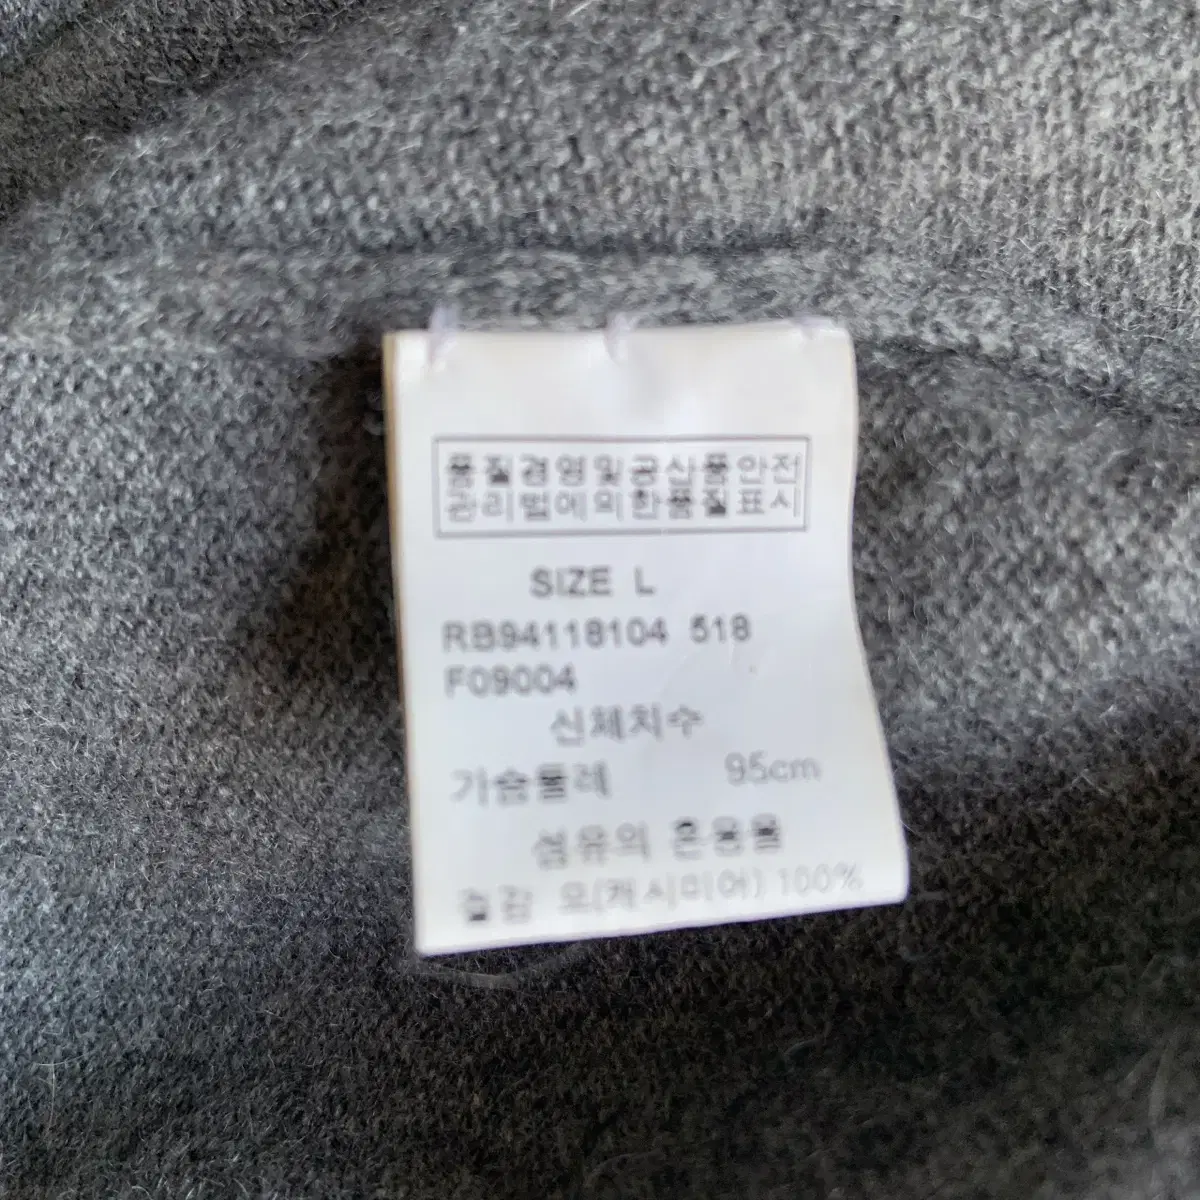 품질경영및공산품안전
관리법에의한품질표시
SIZE L
RB94118104 518
F09004
신체치수
가슴둘레 95cm
섬유의 혼용율
겉감 모(캐시미어) 100%